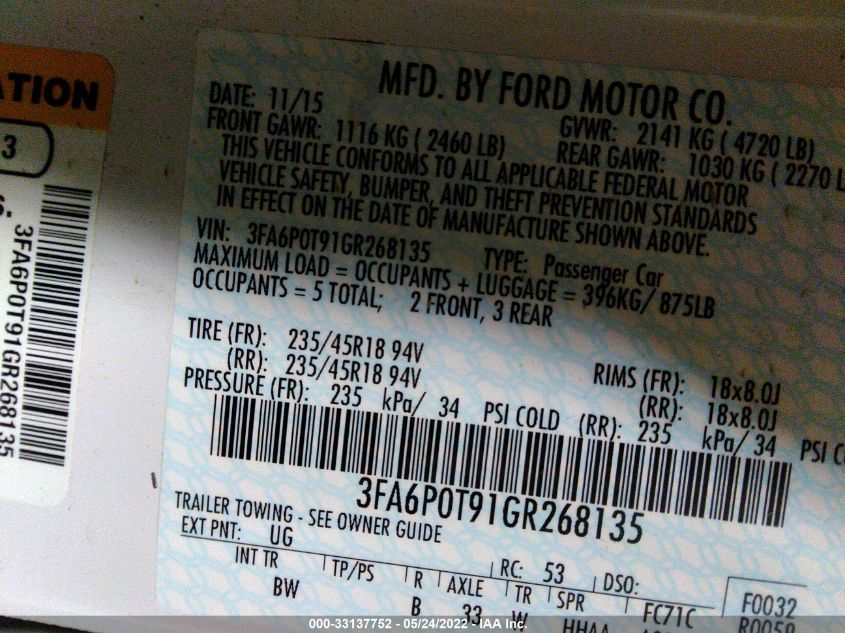 ATION
3
3FA6P0T91GR268135
MFD. BY FORD MOTOR CO.
DATE: 11/15 GVWR: 2141 KG ( 4720 LB)
FRONT GAWR: 1116 KG ( 2460 LB) REAR GAWR: 1030 KG ( 2270 L
THIS VEHICLE CONFORMS TO ALL APPLICABLE FEDERAL MOTOR
VEHICLE SAFETY, BUMPER, AND THEFT PREVENTION STANDARDS
IN EFFECT ON THE DATE OF MANUFACTURE SHOWN ABOVE.
VIN: 3FA6P0T91GR268135 TYPE: Passenger Car
MAXIMUM LOAD = OCCUPANTS + LUGGAGE = 396KG/ 875LB
OCCUPANTS = 5 TOTAL; 2 FRONT, 3 REAR
TIRE (FR): 235/45R18 94V RIMS (FR): 18x8.0J
(RR): 235/45R18 94V (RR): 18x8.0J
PRESSURE (FR): 235 kPa/ 34 PSI COLD (RR): 235 kPa/ 34 PSI C
3FA6P0T91GR268135
TRAILER TOWING - SEE OWNER GUIDE
EXT PNT: UG RC: 53 DSO: F0032
INT TR TP/PS R AXLE TR SPR FC71C
BW B 33 W
000-33137752 - 05/24/2022 - IAA Inc.